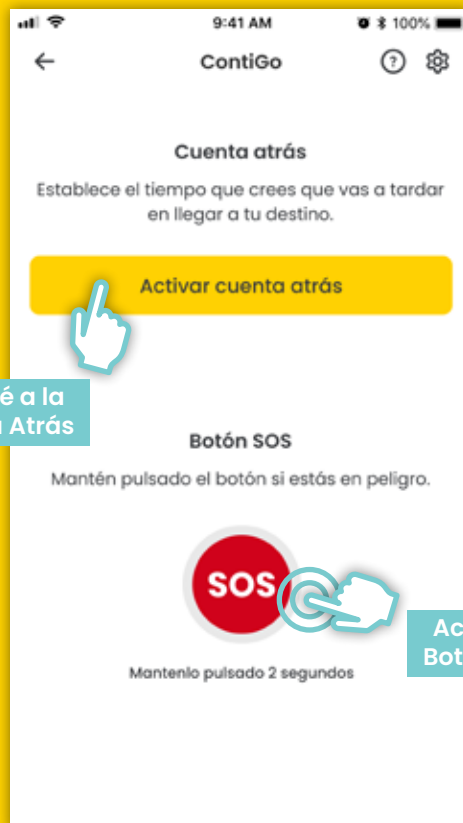 9:41 AM
100%
ContiGo
?
Cuenta atrás
Establece el tiempo que crees que vas a tardar
en llegar a tu destino.
Activar cuenta atrás
é a la
Atrás
Botón SOS
Mantén pulsado el botón si estás en peligro.
SOS
Ac
Bot
Mantenlo pulsado 2 segundos